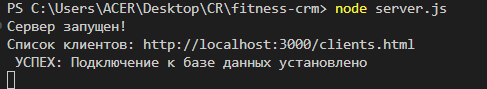 PS C:\Users\ACER\Desktop\CR\fitness-crm> node server.js
Сервер запущен!
Список клиентов: http://localhost:3000/clients.html
УСПЕХ: Подключение к базе данных установлено